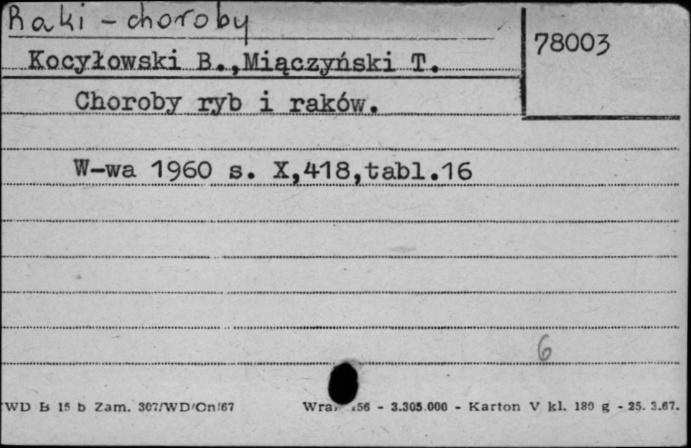 Raki - choroby
78003
Kocyłowski B.,Miączyński T.
Choroby ryb i raków.
W-wa 1960 s. X,418,tabl.16
6
WD B 15 b Zam. 307/WD/Cn/67 56 - 3.305.000 - Karton V kl. 180 g - 25. 3.67.